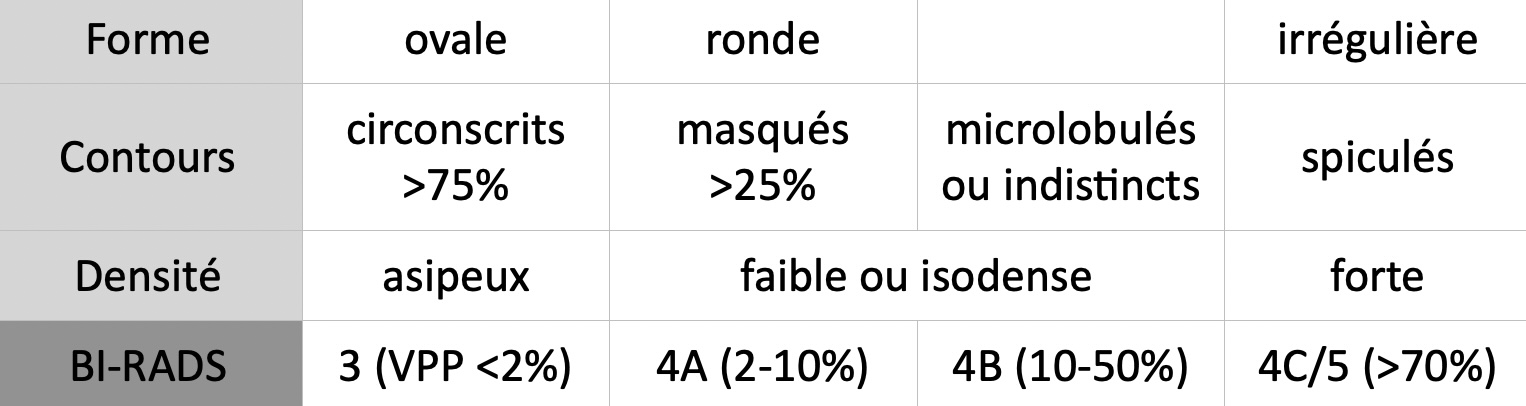 Forme ovale ronde irrégulière
Contours circonscrits >75% masqués >25% microlobulés ou indistincts spiculés
Densité asipeux faible ou isodense forte
BI-RADS 3 (VPP <2%) 4A (2-10%) 4B (10-50%) 4C/5 (>70%)